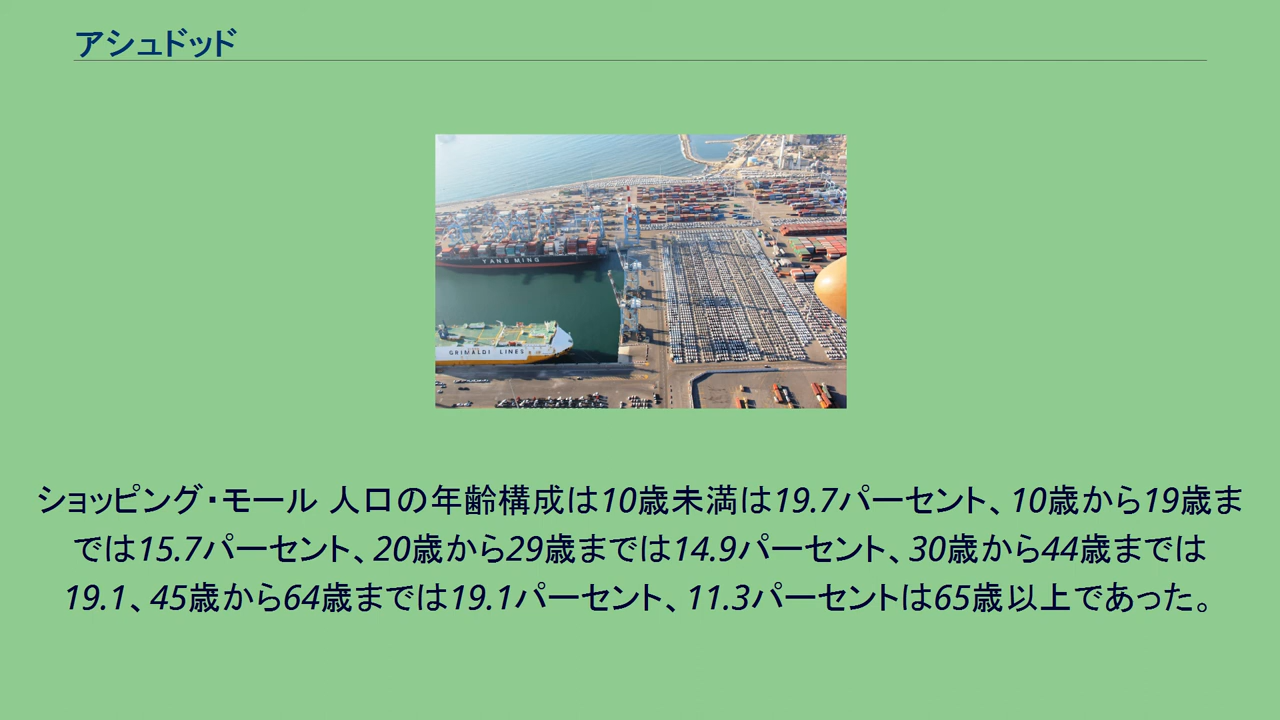 アシュドッド
YANG MING
GRIMALDI LINES
ショッピング・モール 人口の年齢構成は10歳未満は19.7パーセント、10歳から19歳ま
では15.7パーセント、20歳から29歳までは14.9パーセント、30歳から44歳までは
19.1、45歳から64歳までは19.1パーセント、11.3パーセントは65歳以上であった。